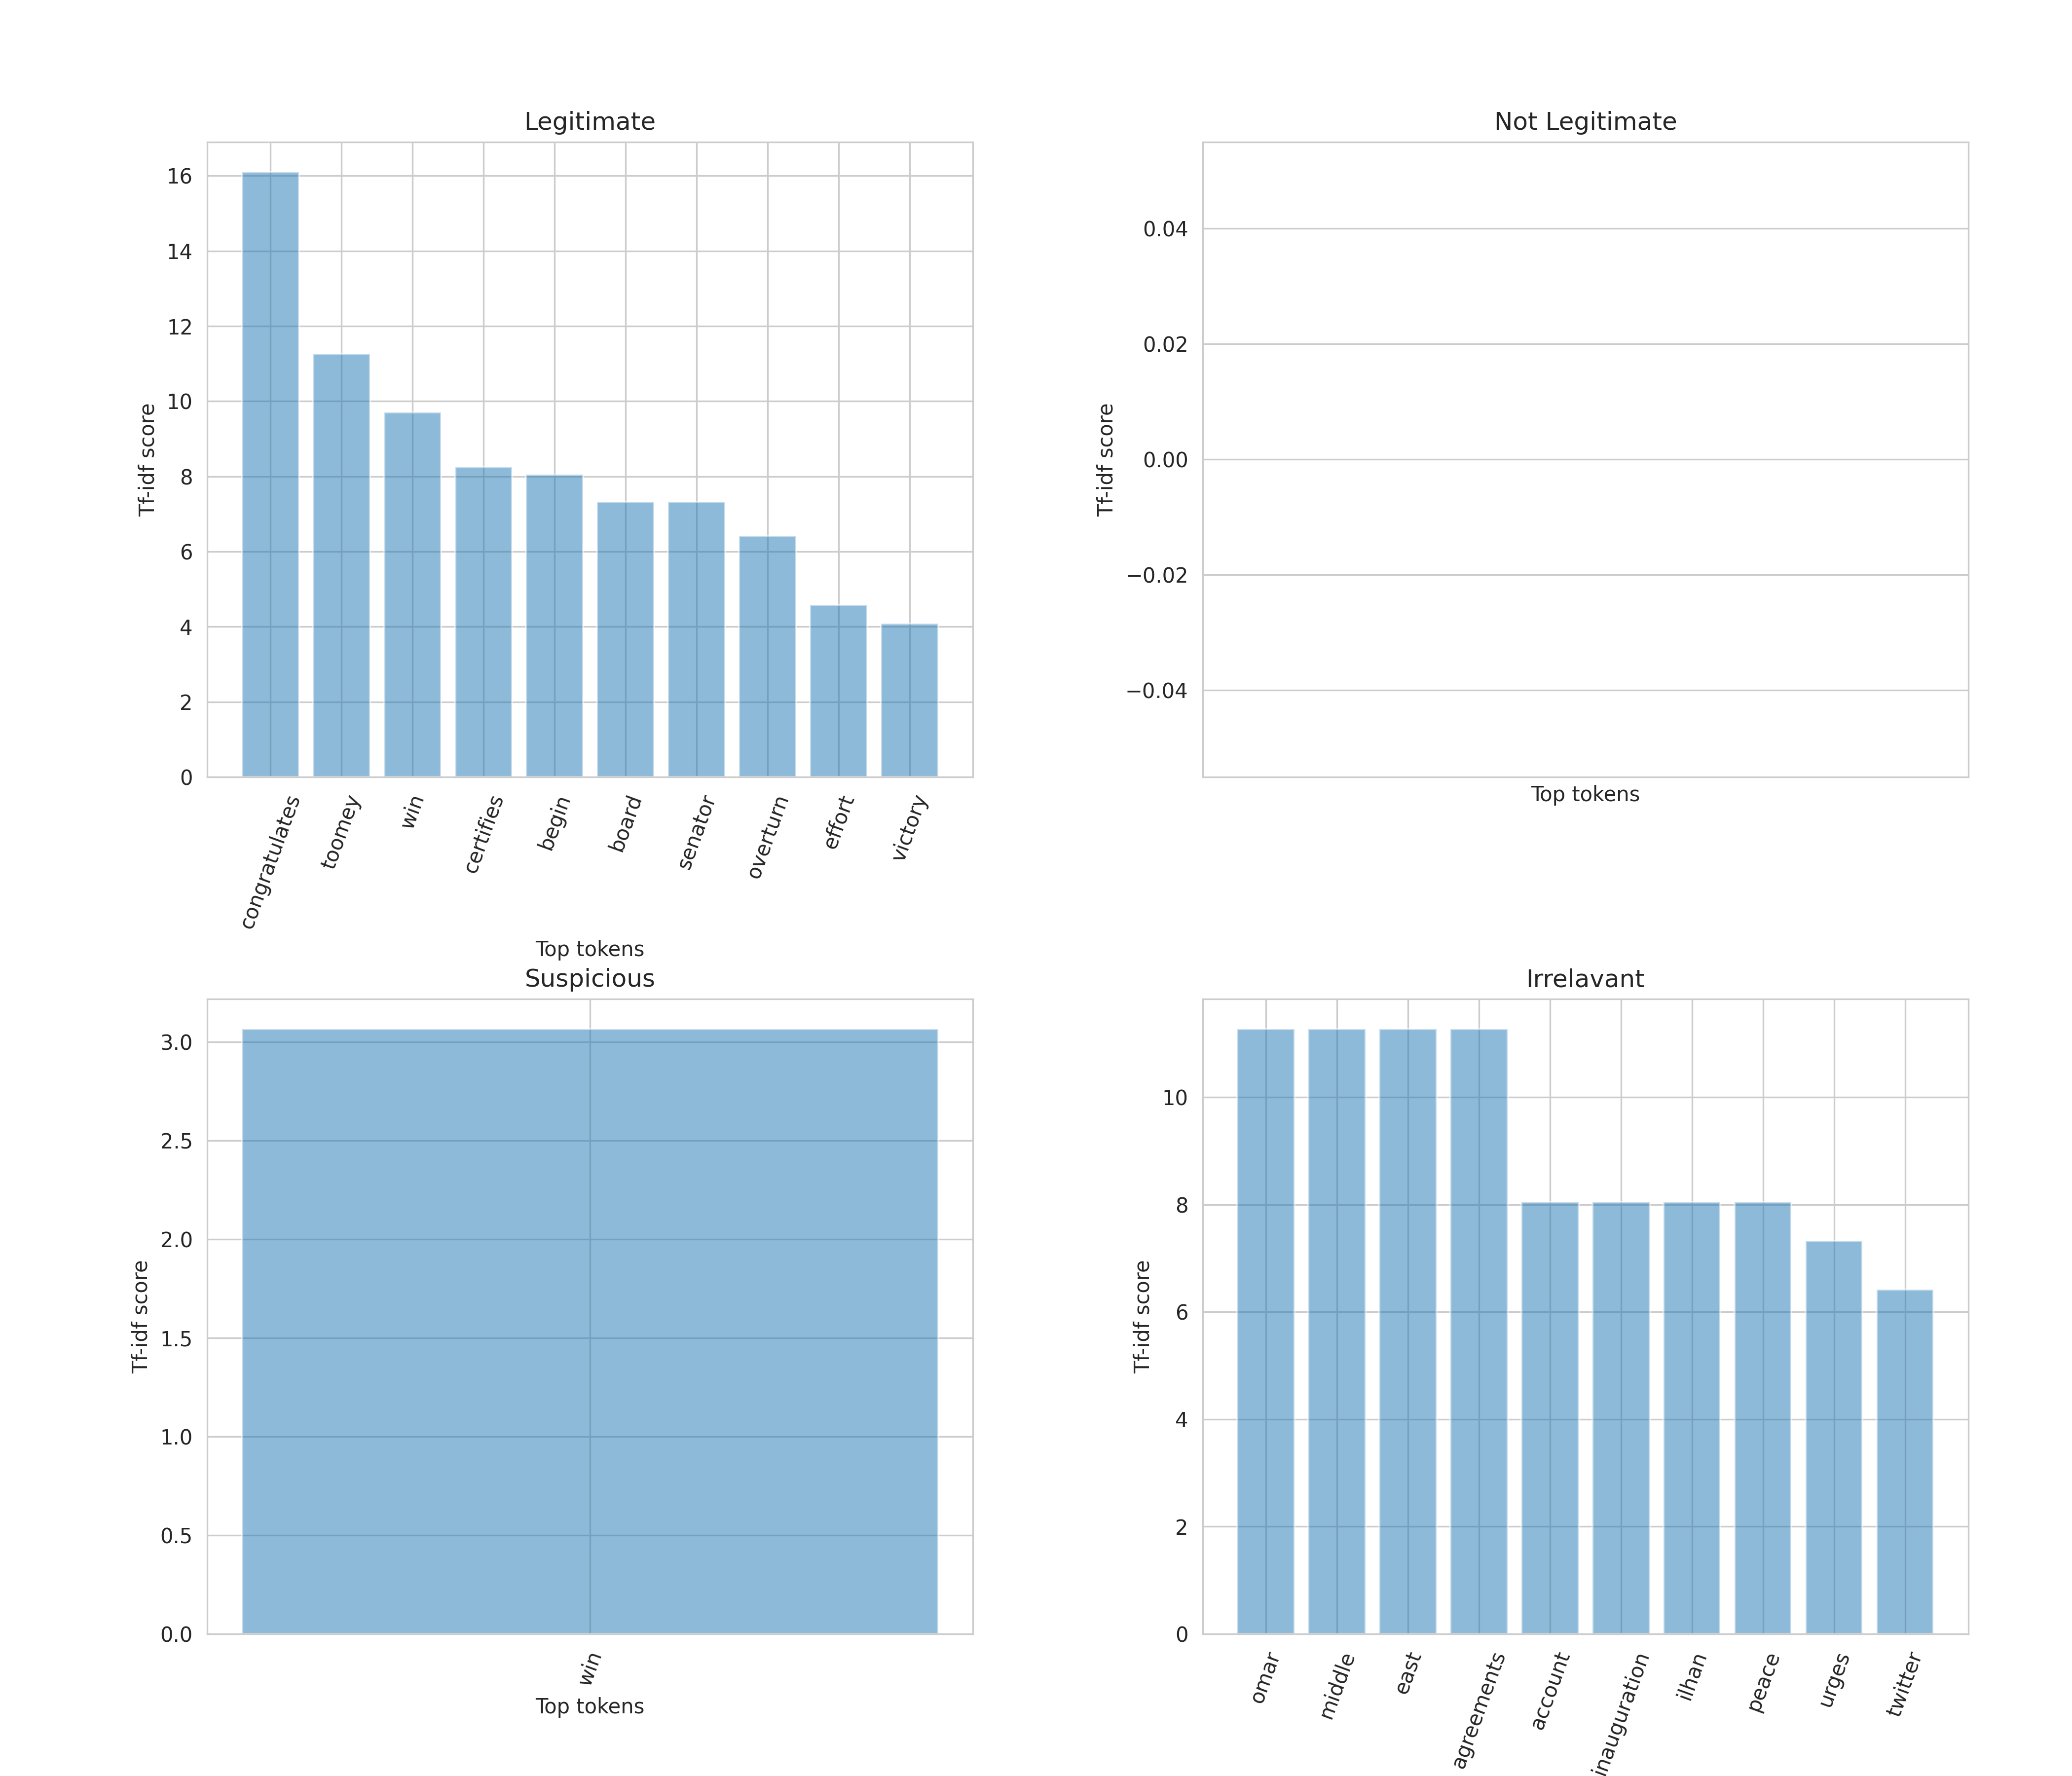 Legitimate
Tf-idf score
16
14
12
10
8
6
4
2
0
congratulates
toomey
win
certifies
begin
board
senator
overturn
effort
victory
Top tokens
Not Legitimate
Tf-idf score
0.04
0.02
0.00
−0.02
−0.04
Top tokens
Suspicious
Tf-idf score
3.0
2.5
2.0
1.5
1.0
0.5
0.0
win
Top tokens
Irrelavant
Tf-idf score
10
8
6
4
2
0
omar
middle
east
agreements
account
inauguration
ilhan
peace
urges
twitter